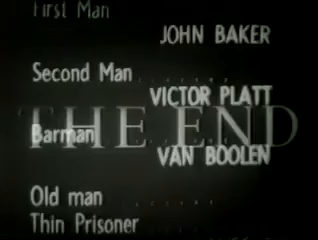 First Man
JOHN BAKER
Second Man
VICTOR PLATT
THE END
Barman
VAN BOOLEN
Old man
Thin Prisoner